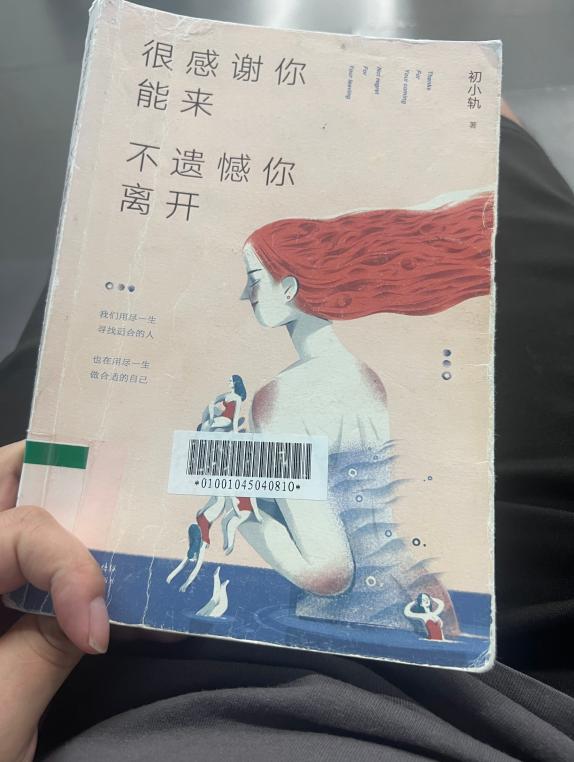 很感谢你
能来
不遗憾你
离开
Thanks
For
Your coming
Not regret
For
Your leaving
初小轨
著
我们用尽一生
寻找适合的人
也在用尽一生
做合适的自己
*01001045040810*